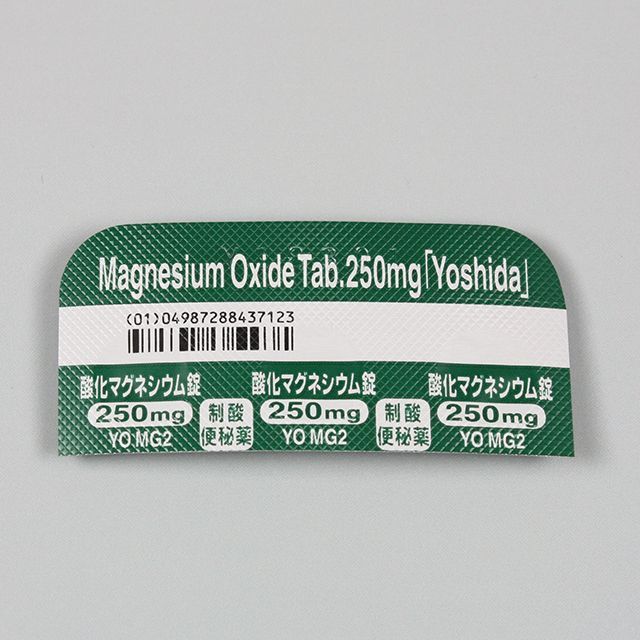 Magnesium Oxide Tab.250mg「Yoshida」
(01)04987288437123
酸化マグネシウム錠 酸化マグネシウム錠 酸化マグネシウム錠
250mg 制酸 250mg 制酸 250mg
YO MG2 便秘薬 YO MG2 便秘薬 YO MG2